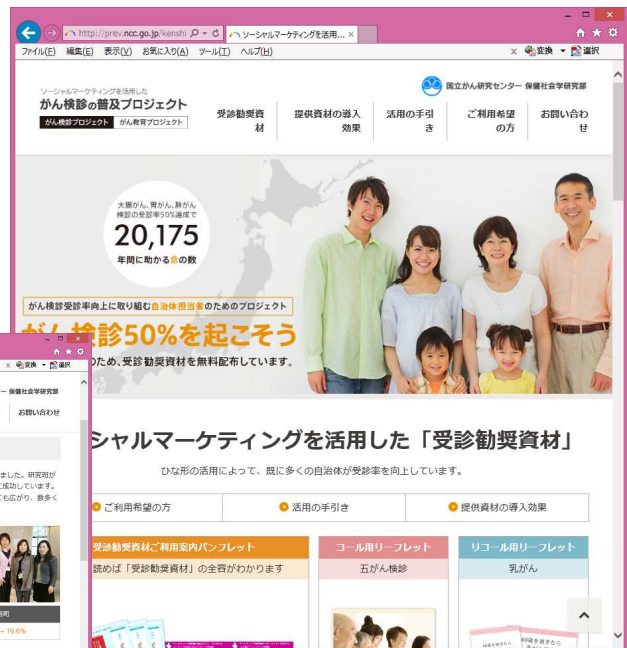 http://prev.ncc.go.jp/kenshi
ソーシャルマーケティングを活用...
ファイル(F) 編集(E) 表示(V) お気に入り(A) ツール(T) ヘルプ(H)
x 変換 選択
ソーシャルマーケティングを活用した
がん検診の普及プロジェクト
がん検診プロジェクト がん教育プロジェクト
国立がん研究センター 保健社会学研究部
受診勧奨資材
提供資材の導入効果
活用の手引き
ご利用希望の方
お問い合わせ
大腸がん、胃がん、肺がん
検診の受診率50%達成で
20,175
年間に助かる命の数
がん検診受診率向上に取り組む自治体担当者のためのプロジェクト
がん検診50%を起こそう
のため、受診勧奨資材を無料配布しています。
x 変換 選択
ー 保健社会学研究部
お問い合わせ
ました。研究班が
に成功しています。
ても広がり、数多く
町
→ 16.6%
シャルマーケティングを活用した「受診勧奨資材」
ひな形の活用によって、既に多くの自治体が受診率を向上しています。
ご利用希望の方
活用の手引き
提供資材の導入効果
受診勧奨資材ご利用案内パンフレット
読めば「受診勧奨資材」の全容がわかります
コール用リーフレット
五がん検診
リコール用リーフレット
乳がん